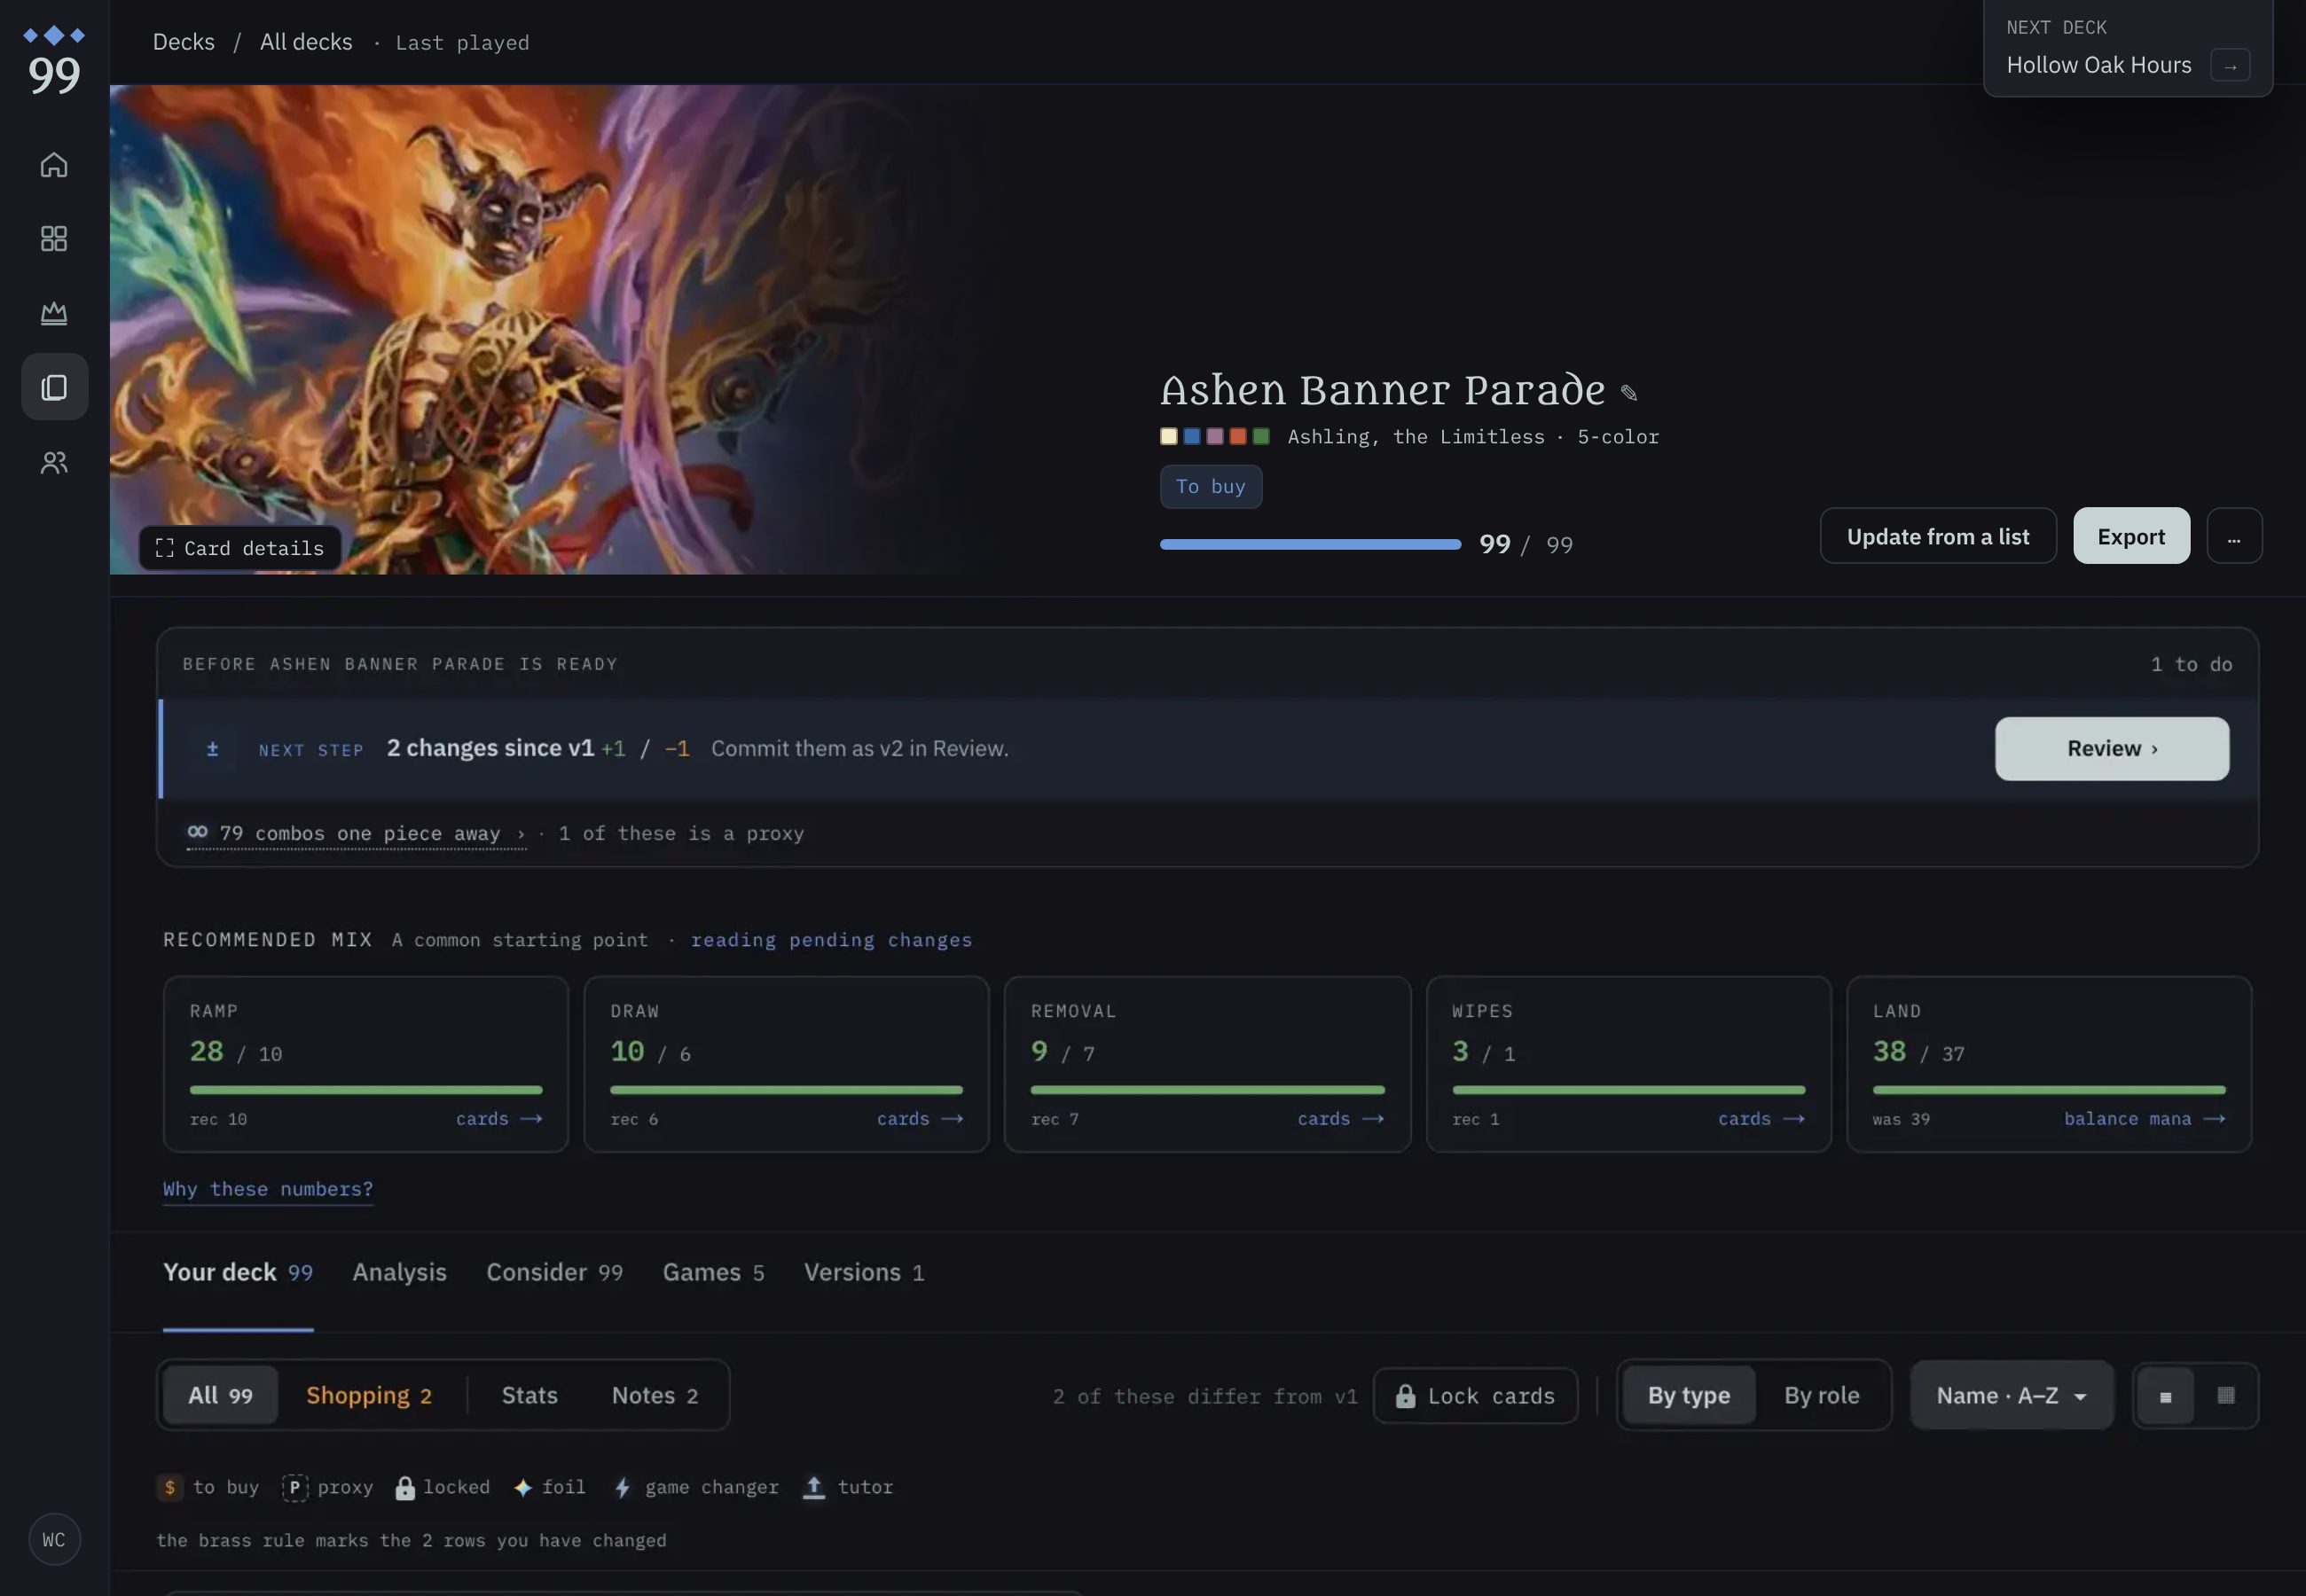 99
Decks / All decks · Last played
NEXT DECK
Hollow Oak Hours →
Ashen Banner Parade ✎
Ashling, the Limitless · 5-color
To buy
99 / 99
Card details
Update from a list
Export
…
BEFORE ASHEN BANNER PARADE IS READY
1 to do
± NEXT STEP 2 changes since v1 +1 / −1 Commit them as v2 in Review.
Review ›
∞ 79 combos one piece away › · 1 of these is a proxy
RECOMMENDED MIX A common starting point · reading pending changes
RAMP
28 / 10
rec 10 cards →
DRAW
10 / 6
rec 6 cards →
REMOVAL
9 / 7
rec 7 cards →
WIPES
3 / 1
rec 1 cards →
LAND
38 / 37
was 39 balance mana →
Why these numbers?
Your deck 99 Analysis Consider 99 Games 5 Versions 1
All 99 Shopping 2 Stats Notes 2
2 of these differ from v1 Lock cards By type By role Name · A–Z
$ to buy P proxy locked foil game changer tutor
the brass rule marks the 2 rows you have changed
WC